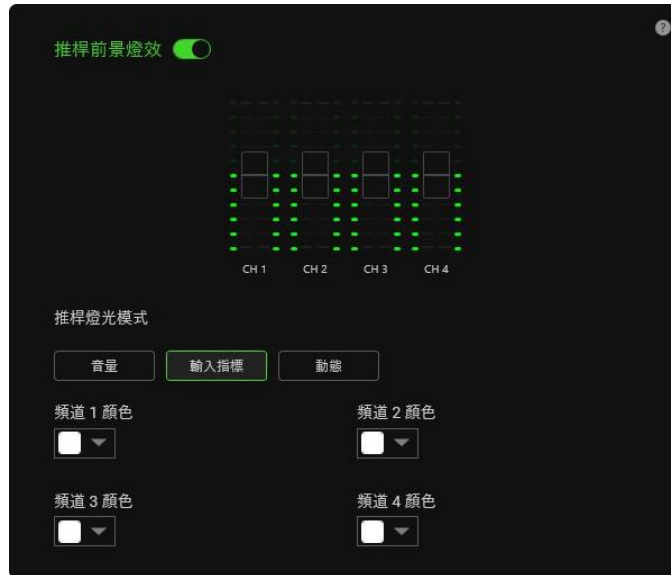 推桿前景燈效
CH 1 CH 2 CH 3 CH 4
推桿燈光模式
音量 輸入指標 動態
頻道 1 顏色 頻道 2 顏色
頻道 3 顏色 頻道 4 顏色